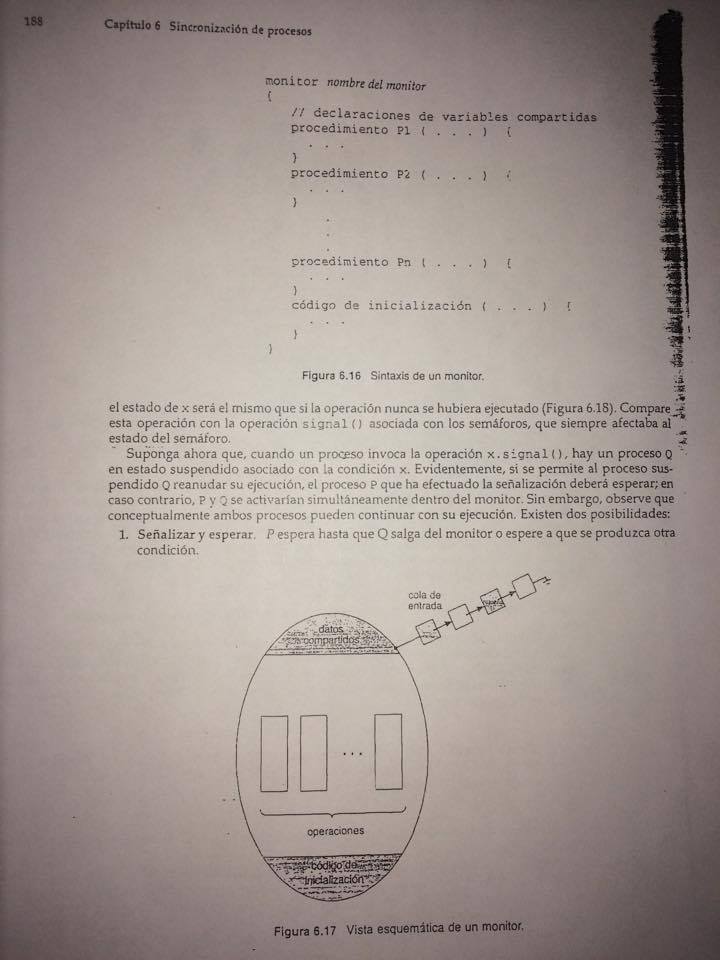 188
Capítulo 6 Sincronización de procesos
monitor nombre del monitor
{
// declaraciones de variables compartidas
procedimiento P1 ( . . . ) {
. . .
}
procedimiento P2 ( . . . ) {
. . .
}
.
.
.
procedimiento Pn ( . . . ) {
. . .
}
código de inicialización ( . . . ) {
. . .
}
}
Figura 6.16 Sintaxis de un monitor.
el estado de x será el mismo que si la operación nunca se hubiera ejecutado (Figura 6.18). Compare
esta operación con la operación signal() asociada con los semáforos, que siempre afectaba al
estado del semáforo.
Suponga ahora que, cuando un proceso invoca la operación x.signal(), hay un proceso Q
en estado suspendido asociado con la condición x. Evidentemente, si se permite al proceso sus-
pendido Q reanudar su ejecución, el proceso P que ha efectuado la señalización deberá esperar; en
caso contrario, P y Q se activarían simultáneamente dentro del monitor. Sin embargo, observe que
conceptualmente ambos procesos pueden continuar con su ejecución. Existen dos posibilidades:
1. Señalizar y esperar. P espera hasta que Q salga del monitor o espere a que se produzca otra
condición.
cola de
entrada
datos
compartidos
...
operaciones
código de
inicialización
Figura 6.17 Vista esquemática de un monitor.